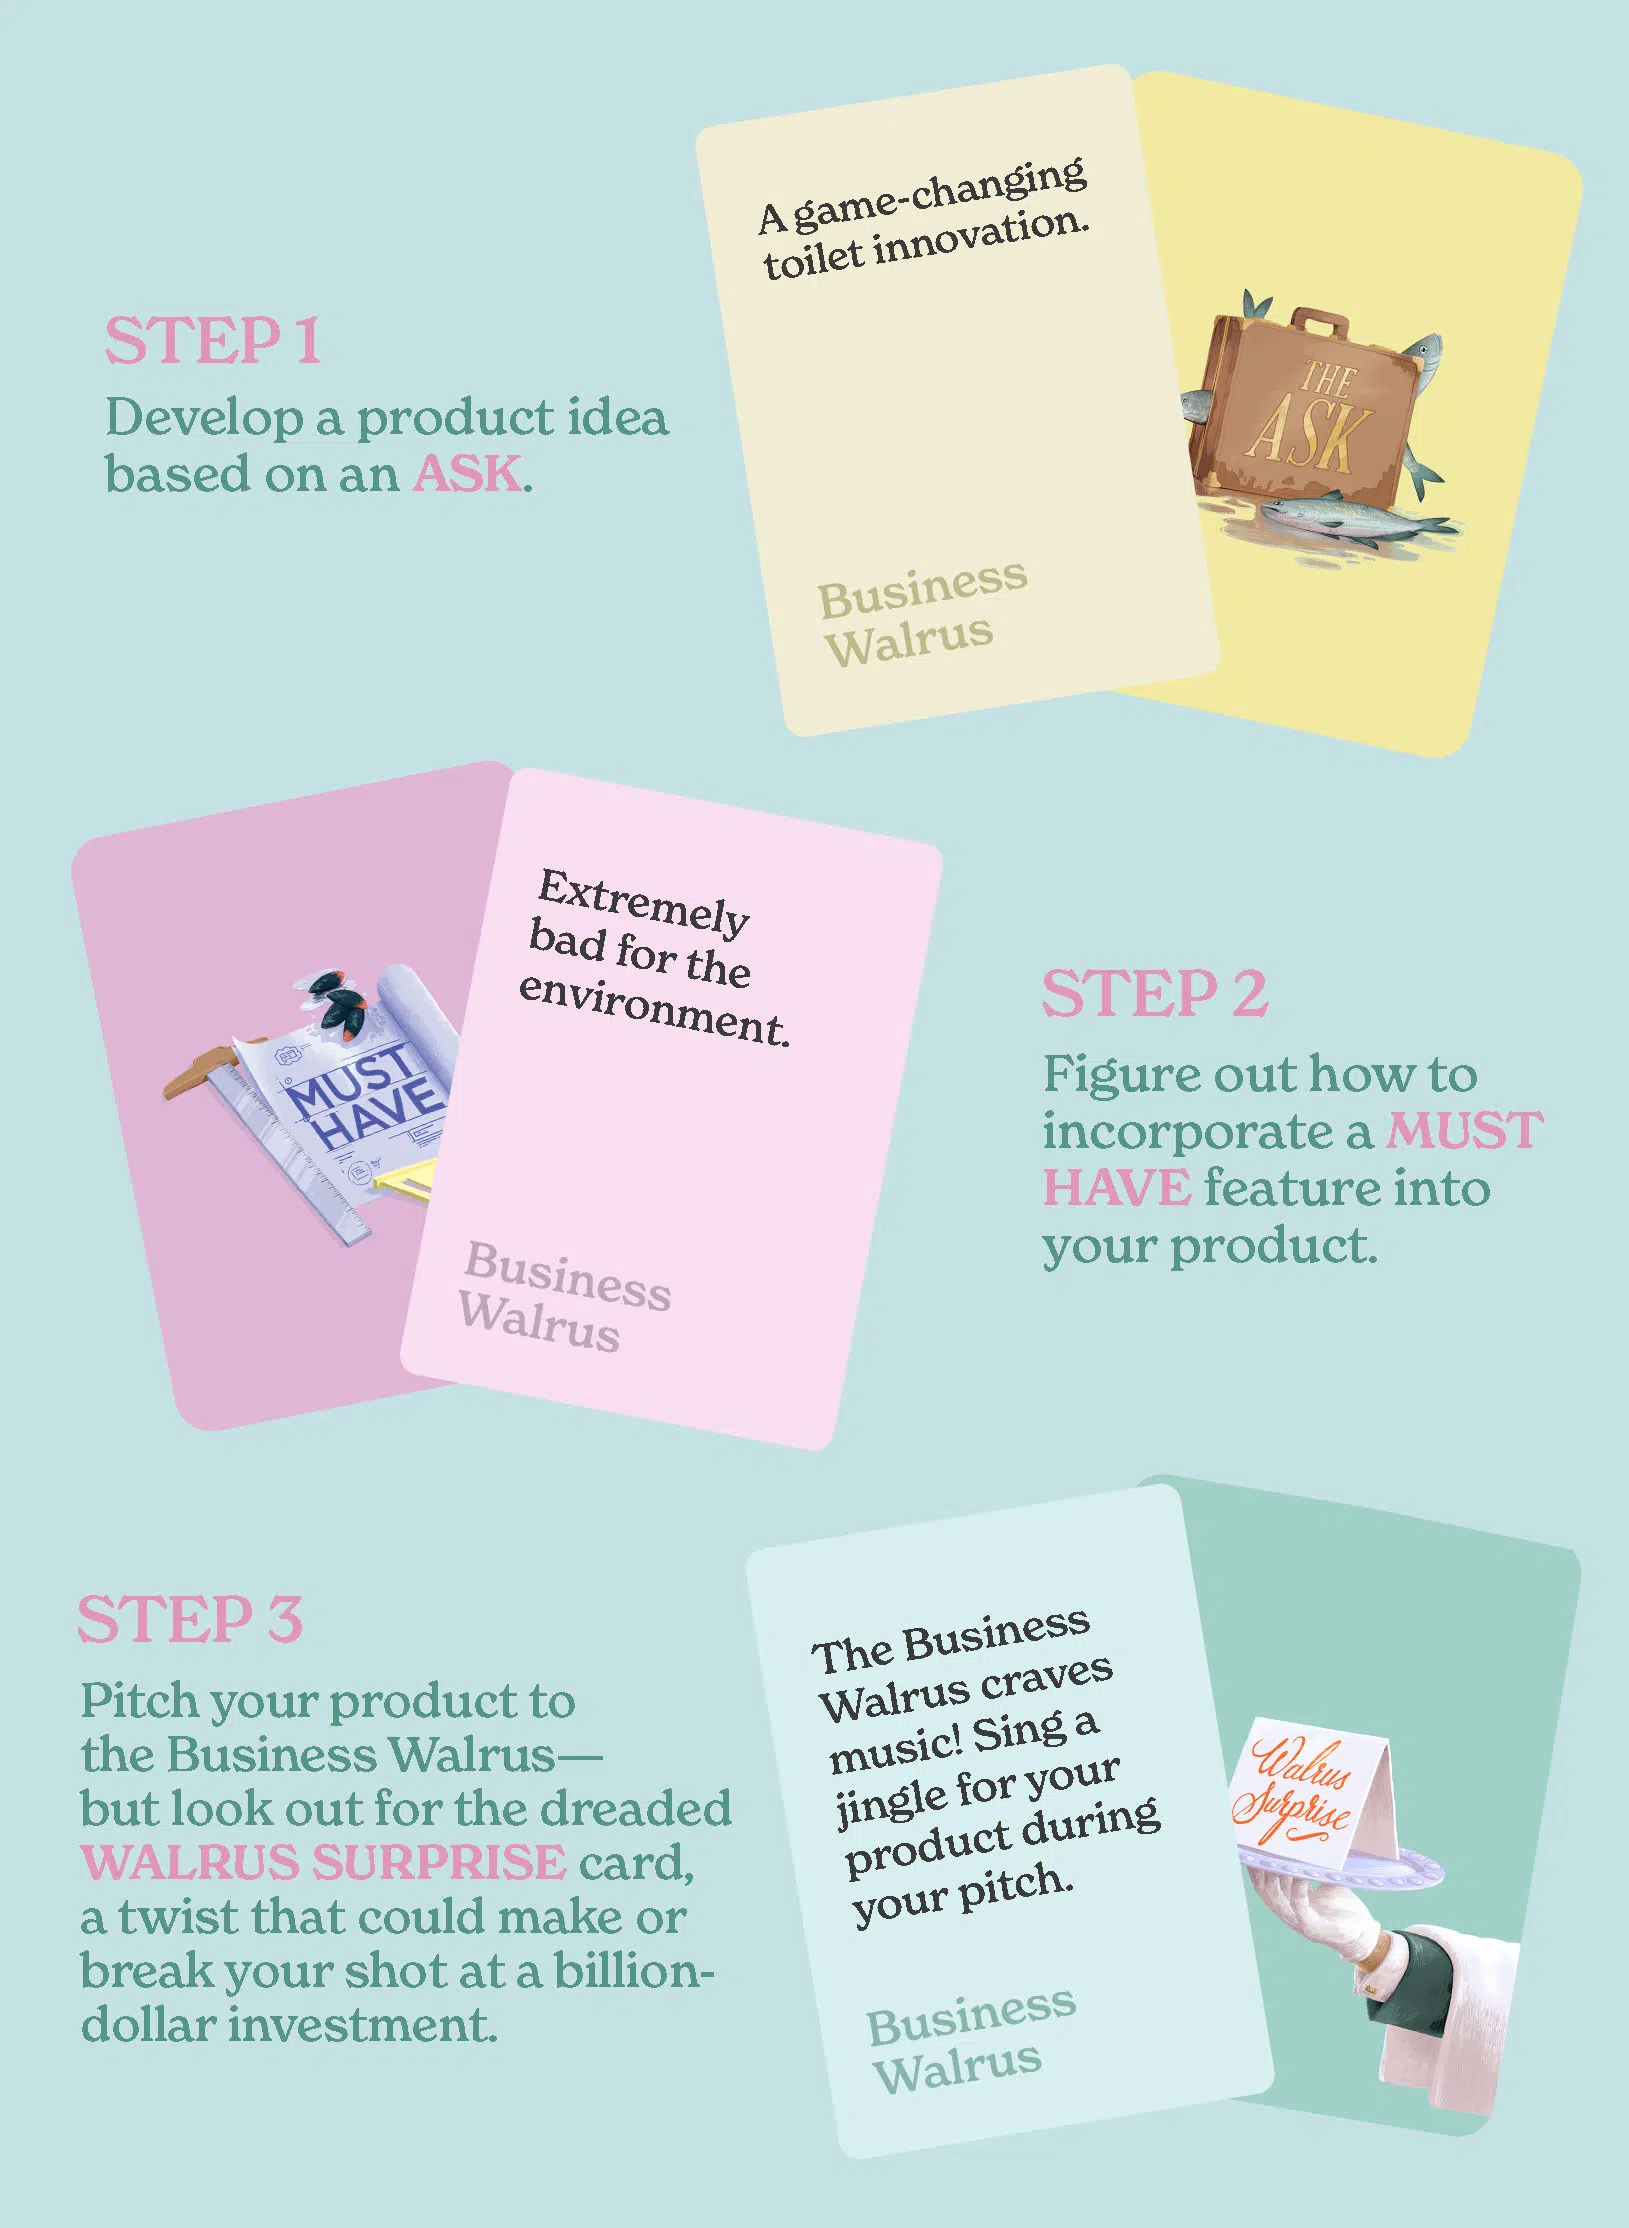 A game-changing
toilet innovation.
Business
Walrus
THE
ASK
STEP 1
Develop a product idea
based on an ASK.
MUST
HAVE
Extremely
bad for the
environment.
Business
Walrus
STEP 2
Figure out how to
incorporate a MUST
HAVE feature into
your product.
STEP 3
Pitch your product to
the Business Walrus—
but look out for the dreaded
WALRUS SURPRISE card,
a twist that could make or
break your shot at a billion-
dollar investment.
The Business
Walrus craves
music! Sing a
jingle for your
product during
your pitch.
Business
Walrus
Walrus
Surprise